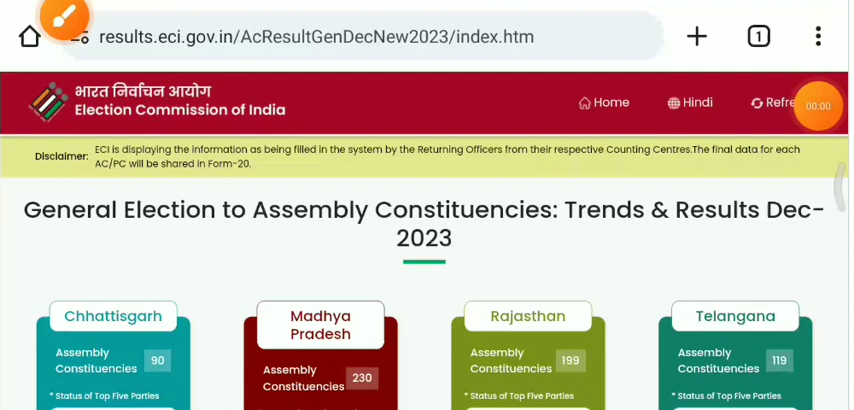 results.eci.gov.in/AcResultGenDecNew2023/index.htm
1
भारत निर्वाचन आयोग
Election Commission of India
Home
Hindi
Refre
00:00
Disclaimer:
ECI is displaying the information as being filled in the system by the Returning Officers from their respective Counting Centres.The final data for each
AC/PC will be shared in Form-20.
General Election to Assembly Constituencies: Trends & Results Dec-
2023
Chhattisgarh
Assembly
Constituencies
90
* Status of Top Five Parties
Madhya
Pradesh
Assembly
Constituencies
230
Rajasthan
Assembly
Constituencies
199
* Status of Top Five Parties
Telangana
Assembly
Constituencies
119
* Status of Top Five Parties